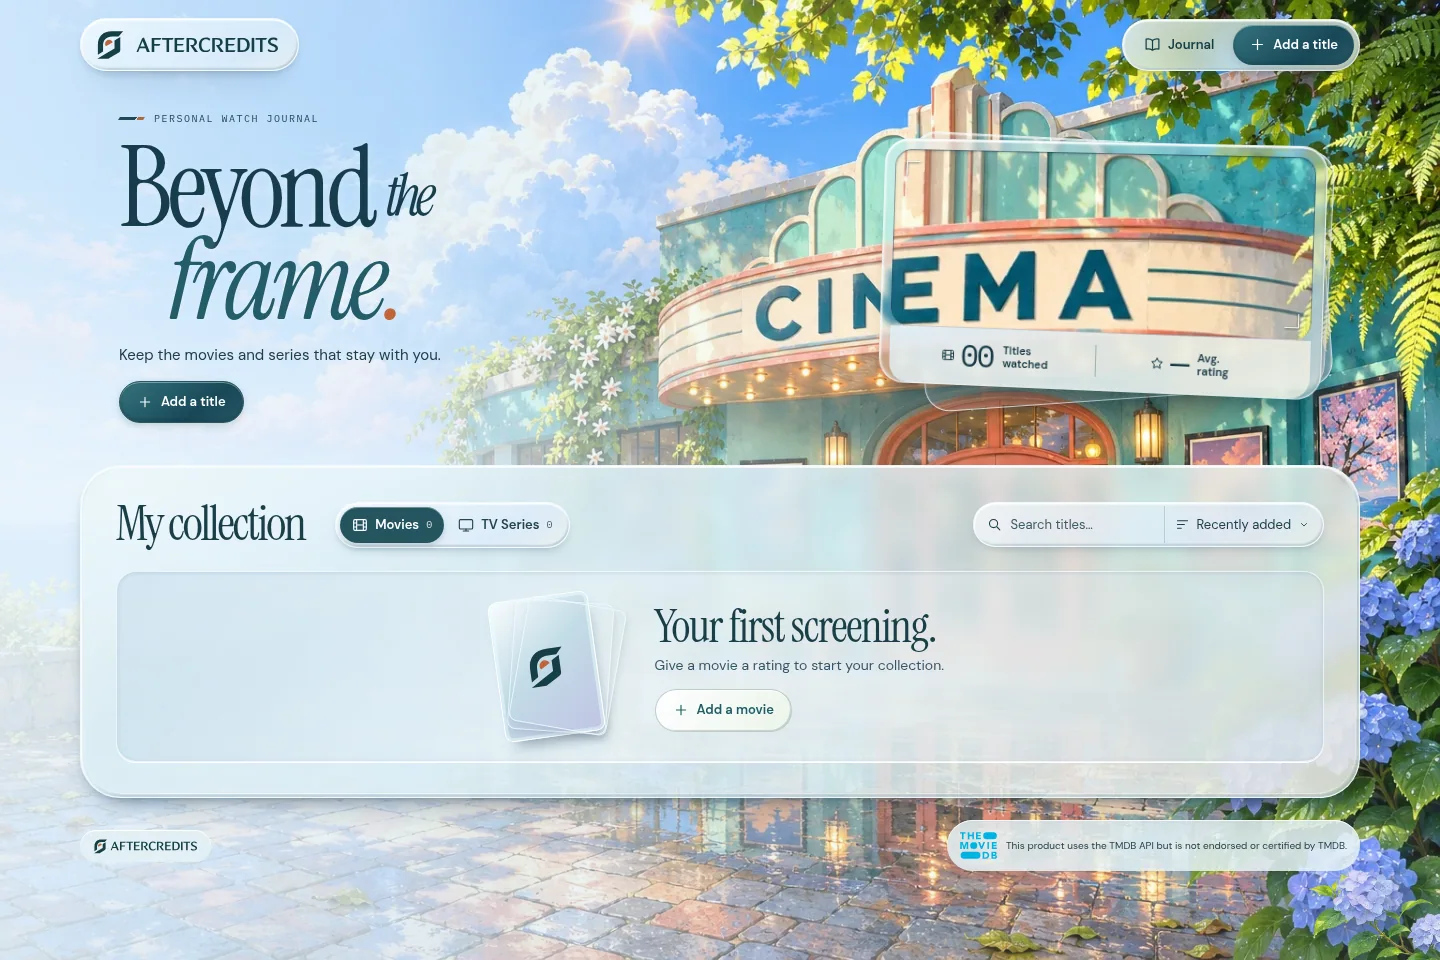 AFTERCREDITS
Journal
Add a title
PERSONAL WATCH JOURNAL
Beyond the
frame.
Keep the movies and series that stay with you.
Add a title
CINEMA
00 Titles watched
— Avg. rating
My collection
Movies 0
TV Series 0
Search titles…
Recently added
Your first screening.
Give a movie a rating to start your collection.
Add a movie
AFTERCREDITS
THE MOVIE DB
This product uses the TMDB API but is not endorsed or certified by TMDB.